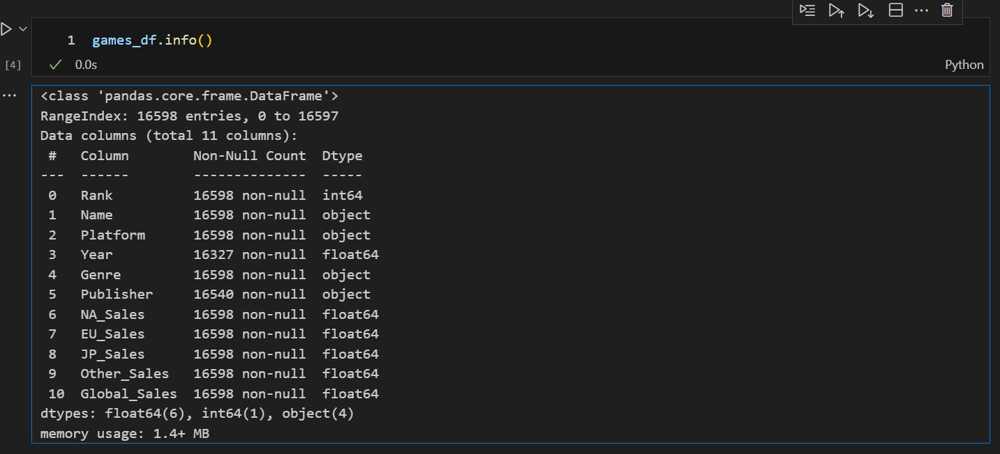 1 games_df.info()
[4] 0.0s Python
<class 'pandas.core.frame.DataFrame'>
RangeIndex: 16598 entries, 0 to 16597
Data columns (total 11 columns):
 #   Column        Non-Null Count  Dtype
---  ------        --------------  -----
 0   Rank          16598 non-null  int64
 1   Name          16598 non-null  object
 2   Platform      16598 non-null  object
 3   Year          16327 non-null  float64
 4   Genre         16598 non-null  object
 5   Publisher     16540 non-null  object
 6   NA_Sales      16598 non-null  float64
 7   EU_Sales      16598 non-null  float64
 8   JP_Sales      16598 non-null  float64
 9   Other_Sales   16598 non-null  float64
 10  Global_Sales  16598 non-null  float64
dtypes: float64(6), int64(1), object(4)
memory usage: 1.4+ MB